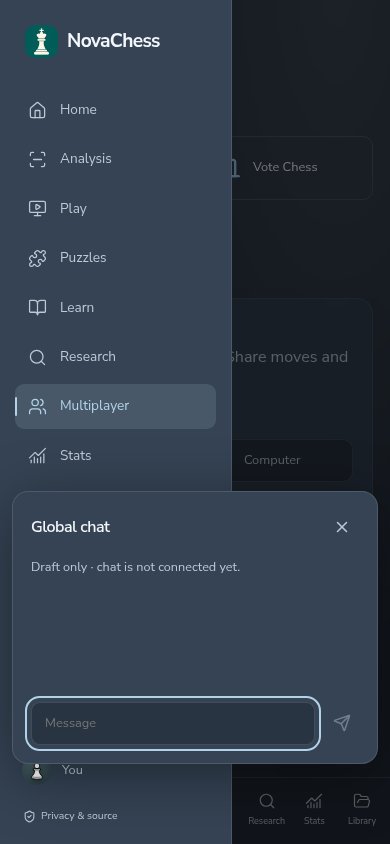 NovaChess
Home
Analysis
Vote Chess
Play
Puzzles
Learn
Share moves and
Research
Multiplayer
Stats
Computer
Global chat
Draft only · chat is not connected yet.
Message
You
Privacy & source
Research
Stats
Library